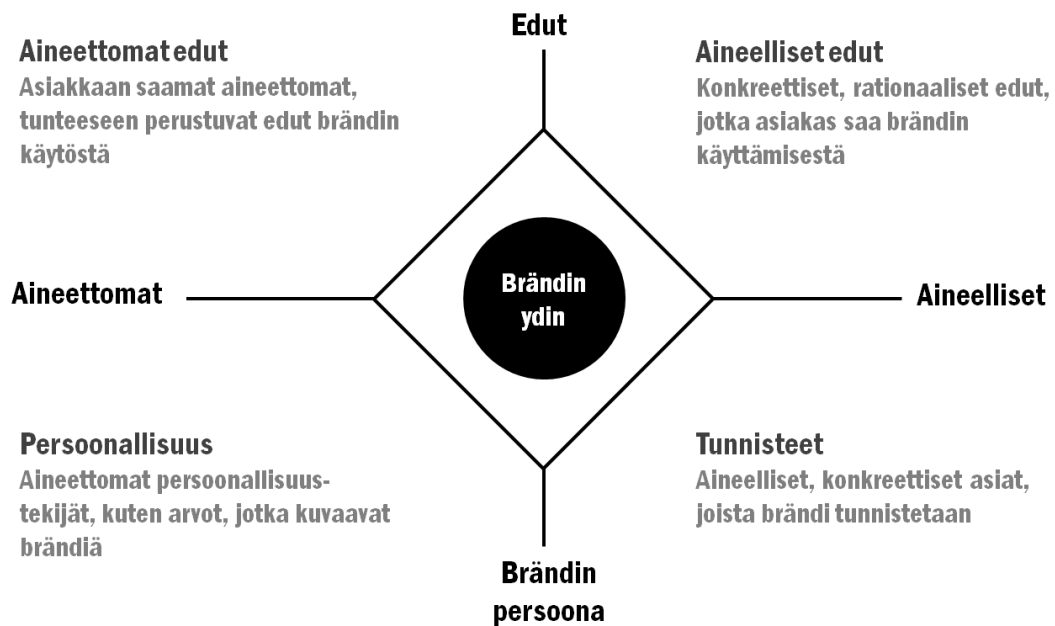 Edut
Aineettomat edut
Asiakkaan saamat aineettomat,
tunteeseen perustuvat edut brändin
käytöstä
Aineelliset edut
Konkreettiset, rationaaliset edut,
jotka asiakas saa brändin
käyttämisestä
Aineettomat
Brändin
ydin
Aineelliset
Persoonallisuus
Aineettomat persoonallisuus-
tekijät, kuten arvot, jotka kuvaavat
brändiä
Tunnisteet
Aineelliset, konkreettiset asiat,
joista brändi tunnistetaan
Brändin
persoona